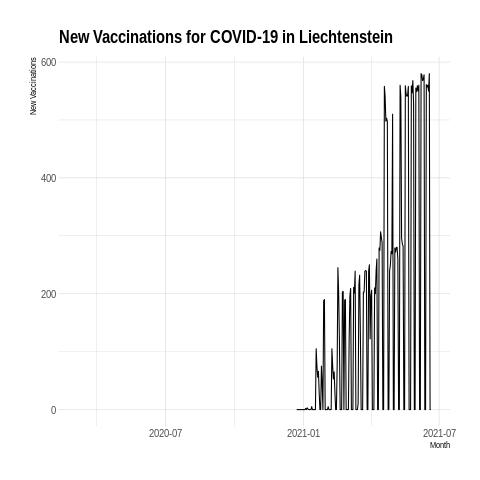 New Vaccinations for COVID-19 in Liechtenstein
New Vaccinations
600
400
200
0
2020-07
2021-01
2021-07
Month